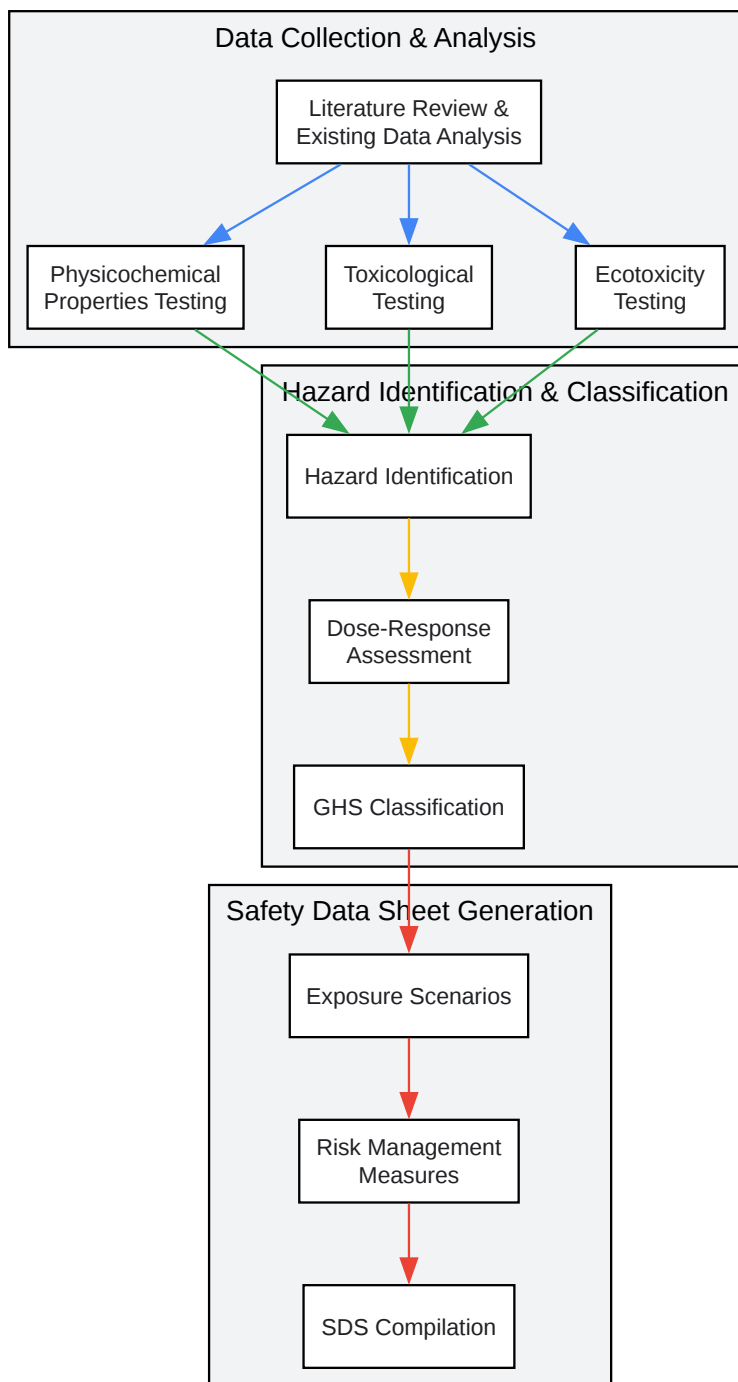 Data Collection & Analysis
Literature Review &
Existing Data Analysis
Physicochemical
Properties Testing
Toxicological
Testing
Ecotoxicity
Testing
Hazard Identification & Classification
Hazard Identification
Dose-Response
Assessment
GHS Classification
Safety Data Sheet Generation
Exposure Scenarios
Risk Management
Measures
SDS Compilation